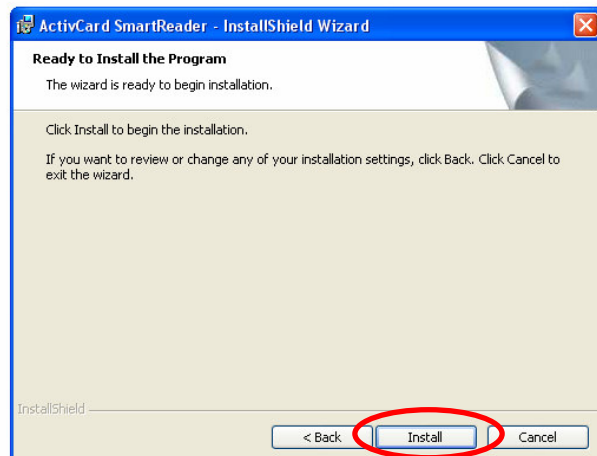 ActivCard SmartReader - InstallShield Wizard
Ready to Install the Program
The wizard is ready to begin installation.
Click Install to begin the installation.
If you want to review or change any of your installation settings, click Back. Click Cancel to
exit the wizard.
InstallShield
< Back Install Cancel